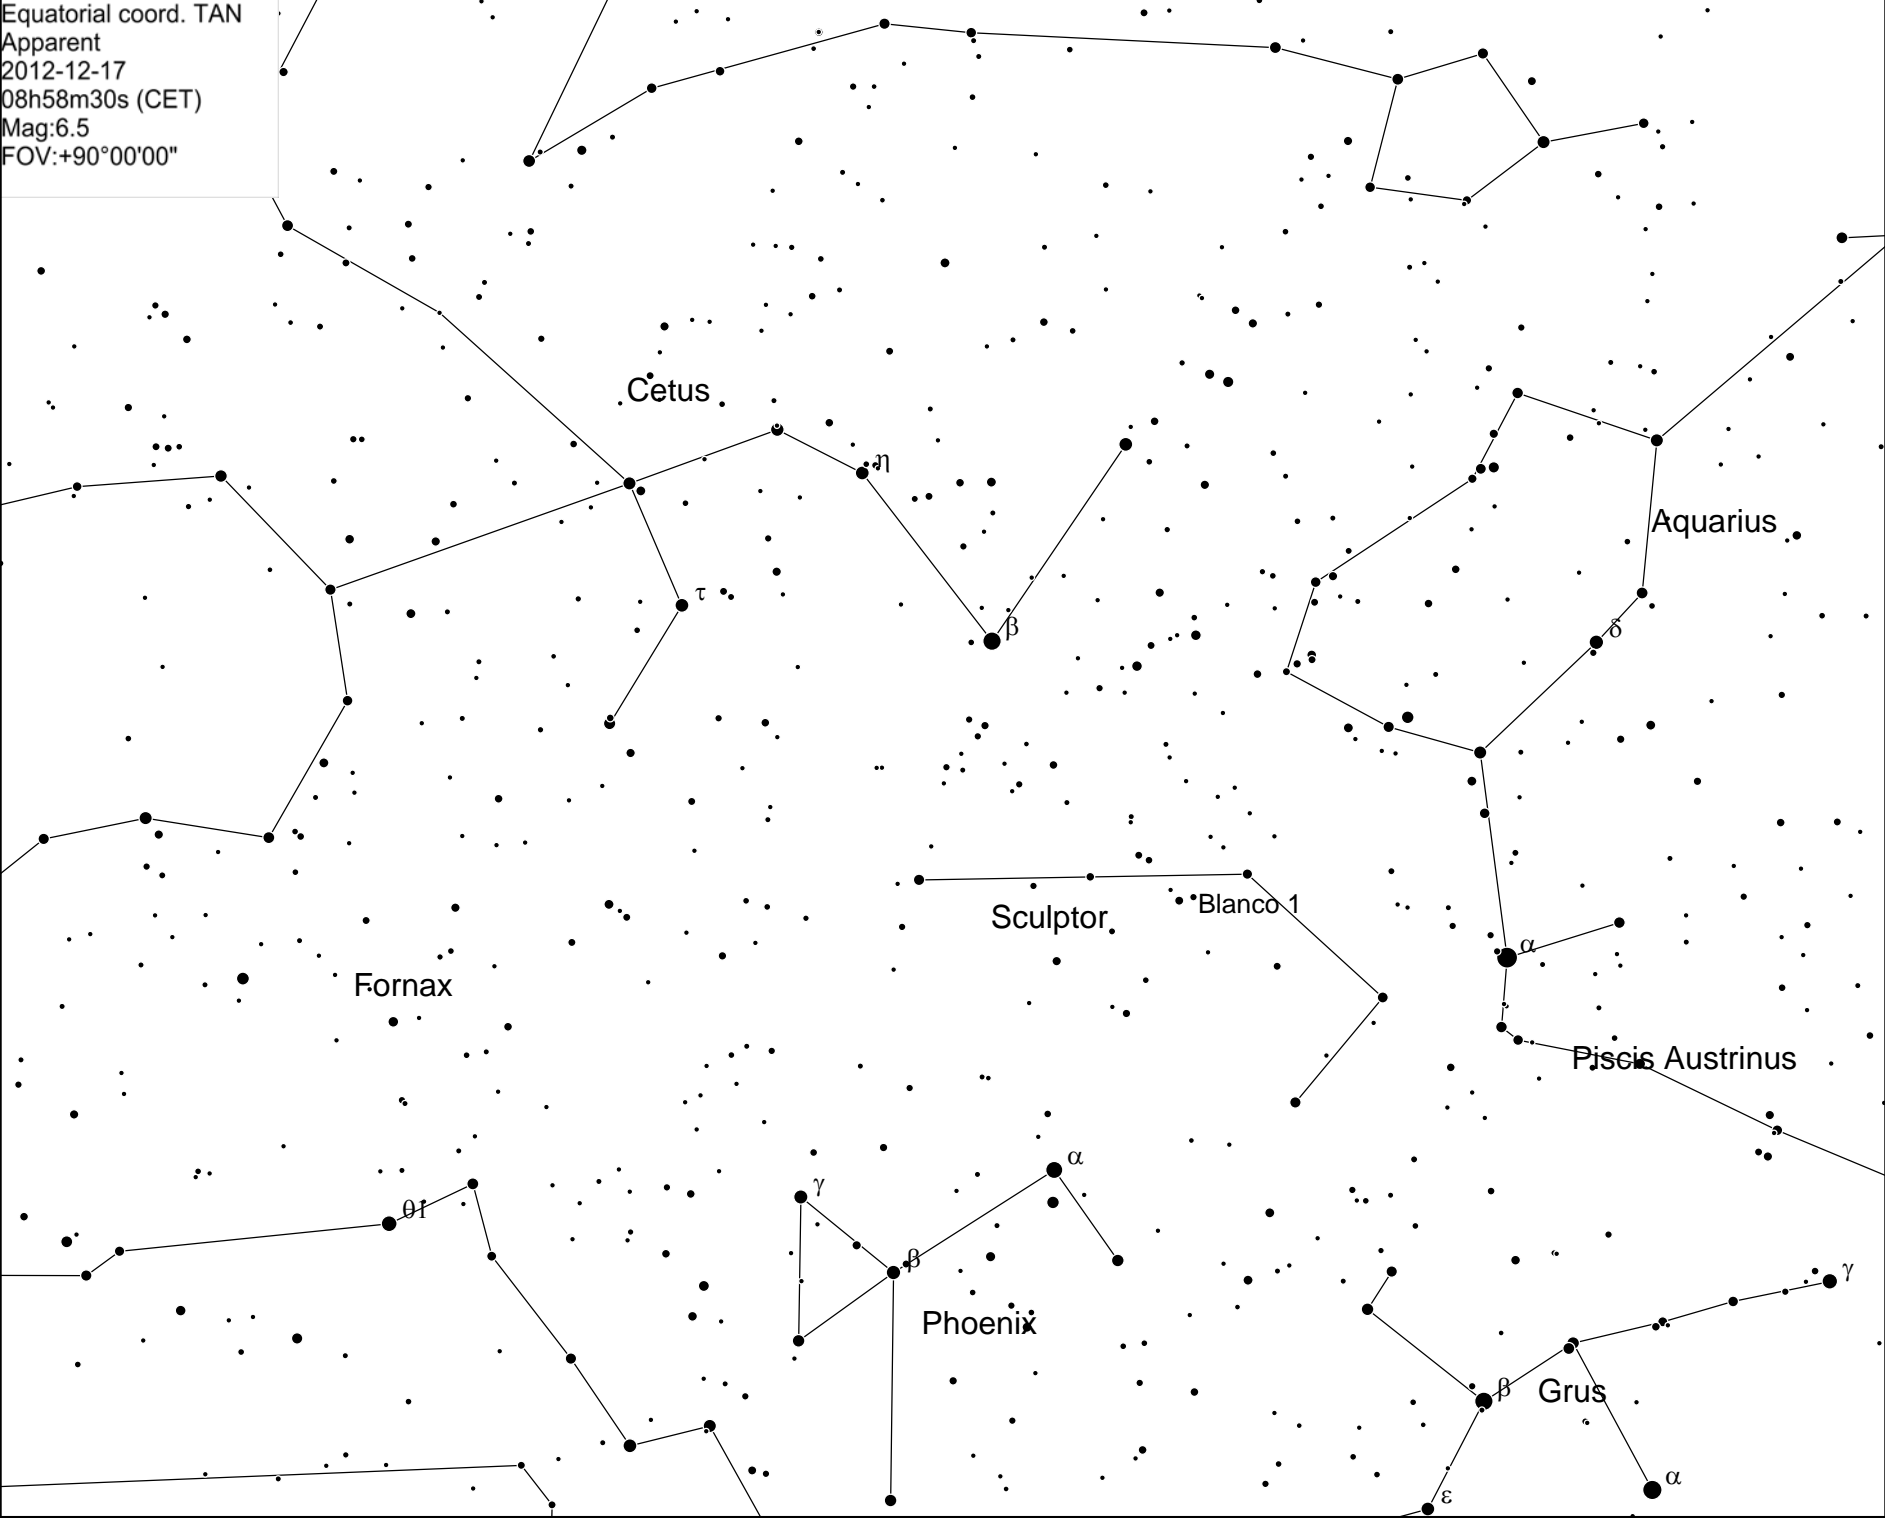 Equatorial coord. TAN
Apparent
2012-12-17
08h58m30s (CET)
Mag:6.5
FOV:+90°00'00"
Cetus
η
Aquarius
τ
β
δ
Blanco 1
Sculptor
α
Fornax
Piscis Austrinus
α
γ
θ1
β
γ
Phoenix
β
Grus
α
ε